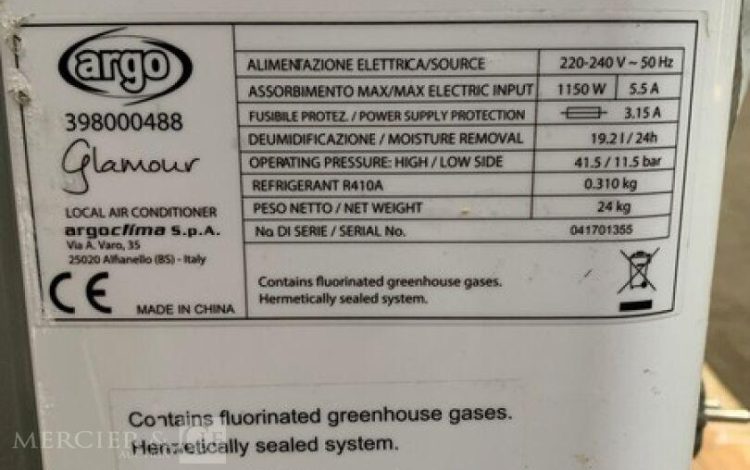 argo
398000488
Glamour
LOCAL AIR CONDITIONER
argoclima S.p.A.
Via A. Varo, 35
25020 Alfianello (BS) - Italy
CE MADE IN CHINA
ALIMENTAZIONE ELETTRICA/SOURCE 220-240 V ~ 50 Hz
ASSORBIMENTO MAX/MAX ELECTRIC INPUT 1150 W 5.5 A
FUSIBILE PROTEZ. / POWER SUPPLY PROTECTION 3.15 A
DEUMIDIFICAZIONE / MOISTURE REMOVAL 19.2 l / 24h
OPERATING PRESSURE: HIGH / LOW SIDE 41.5 / 11.5 bar
REFRIGERANT R410A 0.310 kg
PESO NETTO / NET WEIGHT 24 kg
No DI SERIE / SERIAL No. 041701355
Contains fluorinated greenhouse gases.
Hermetically sealed system.
Contains fluorinated greenhouse gases.
Hermetically sealed system.
MERCIER &